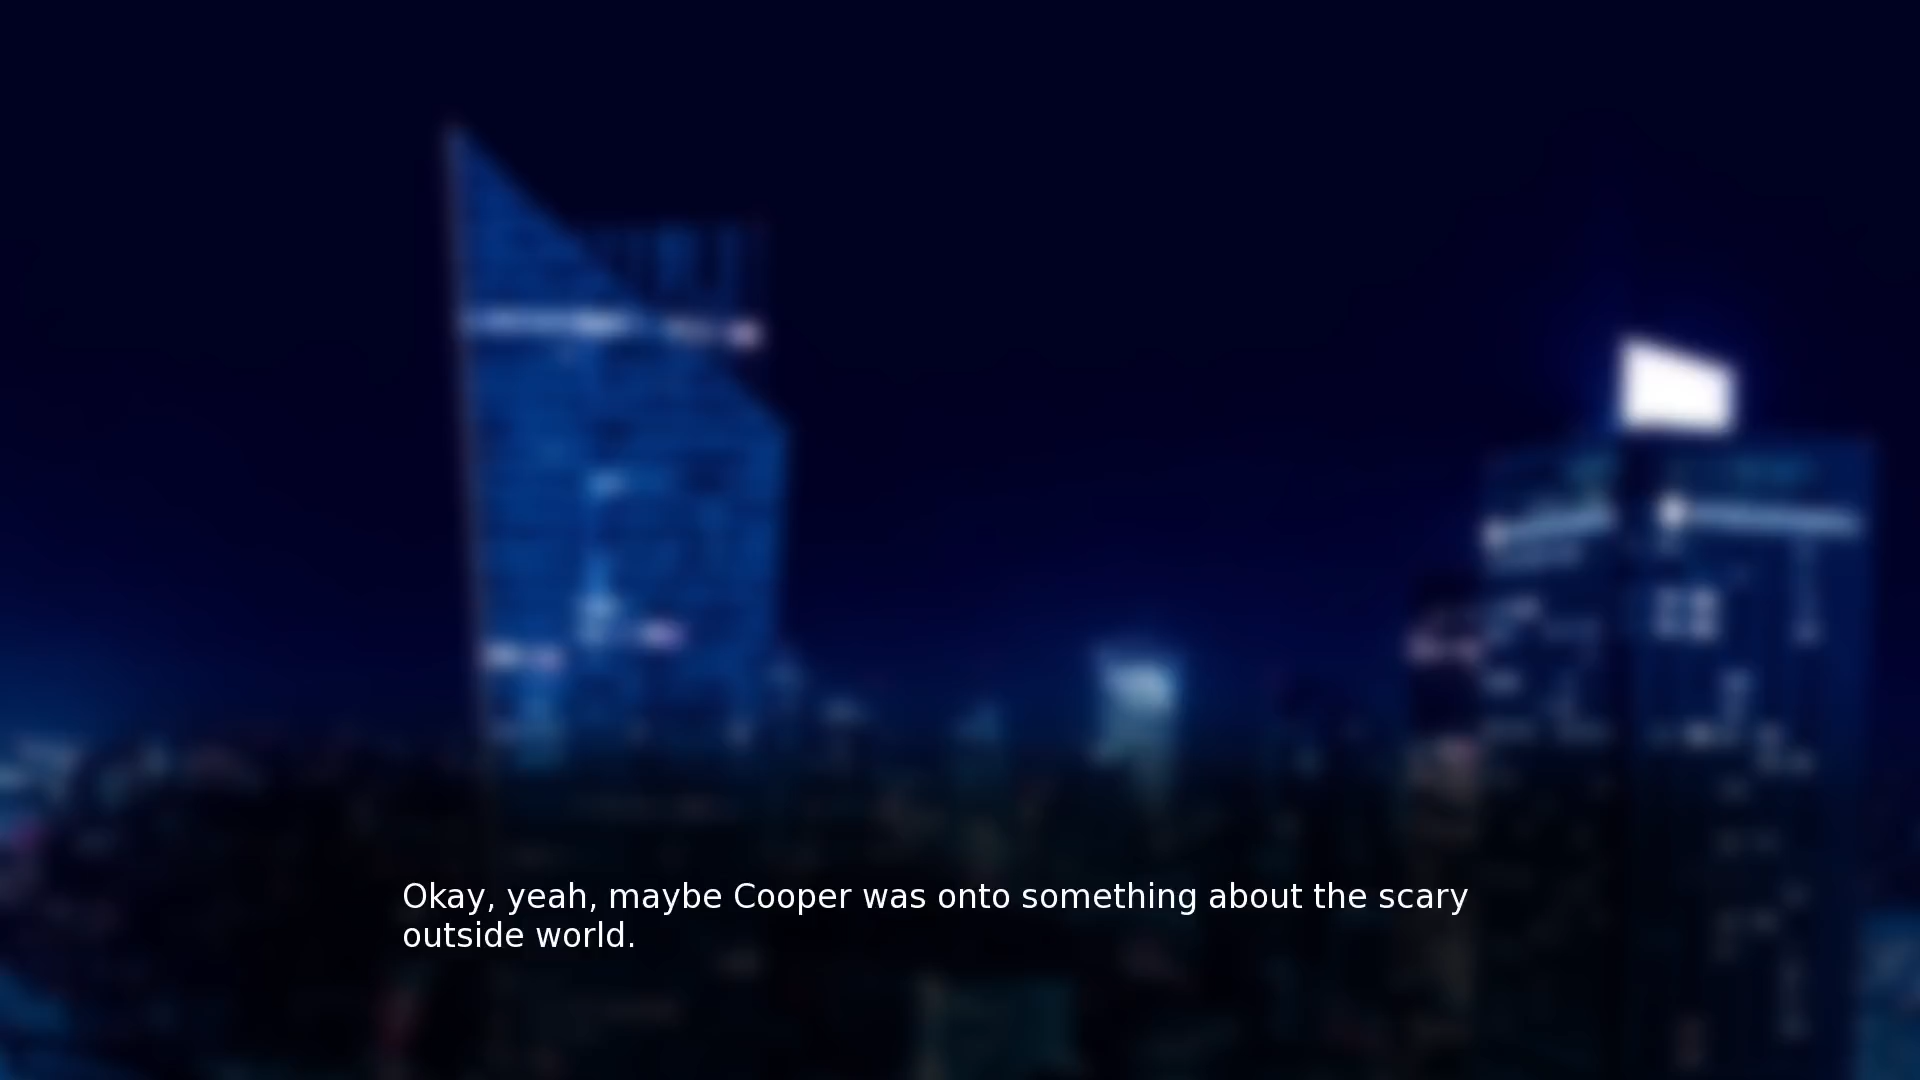 Okay, yeah, maybe Cooper was onto something about the scary
outside world.